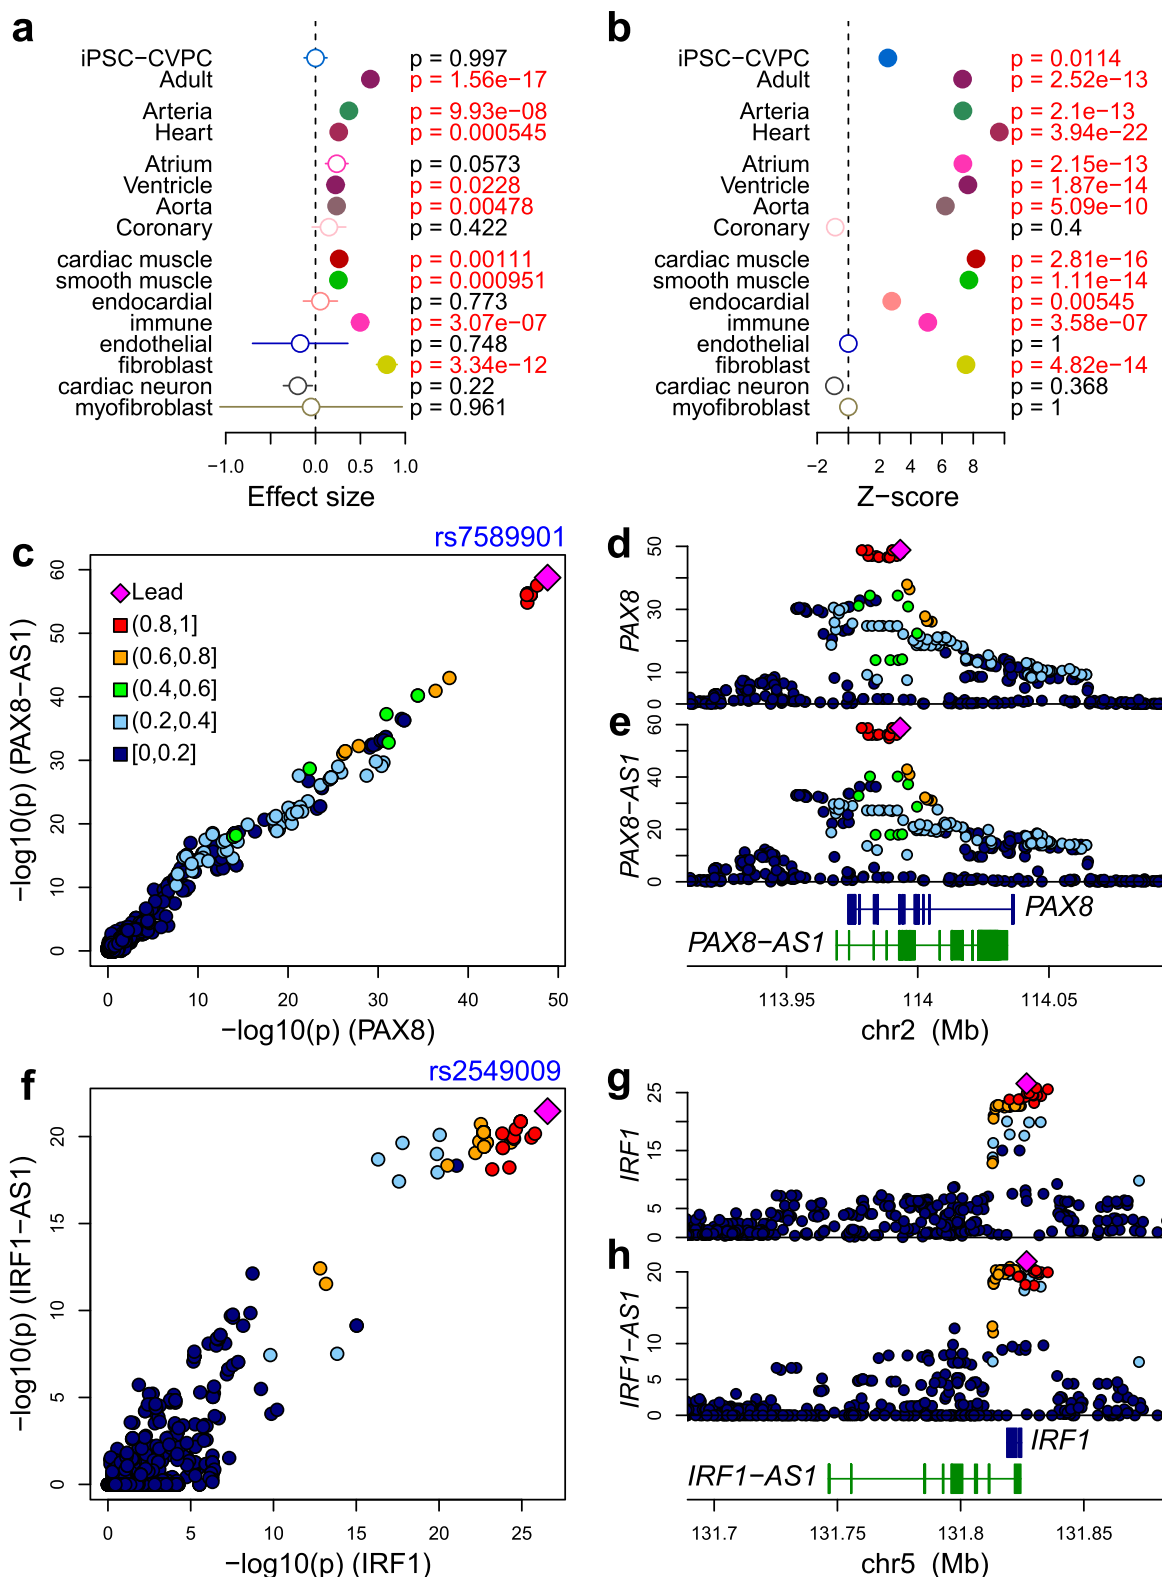 a
iPSC−CVPC p = 0.997
Adult p = 1.56e−17
Arteria p = 9.93e−08
Heart p = 0.000545
Atrium p = 0.0573
Ventricle p = 0.0228
Aorta p = 0.00478
Coronary p = 0.422
cardiac muscle p = 0.00111
smooth muscle p = 0.000951
endocardial p = 0.773
immune p = 3.07e−07
endothelial p = 0.748
fibroblast p = 3.34e−12
cardiac neuron p = 0.22
myofibroblast p = 0.961
−1.0 0.0 0.5 1.0
Effect size
b
iPSC−CVPC p = 0.0114
Adult p = 2.52e−13
Arteria p = 2.1e−13
Heart p = 3.94e−22
Atrium p = 2.15e−13
Ventricle p = 1.87e−14
Aorta p = 5.09e−10
Coronary p = 0.4
cardiac muscle p = 2.81e−16
smooth muscle p = 1.11e−14
endocardial p = 0.00545
immune p = 3.58e−07
endothelial p = 1
fibroblast p = 4.82e−14
cardiac neuron p = 0.368
myofibroblast p = 1
−2 2 4 6 8
Z−score
c
rs7589901
Lead
(0.8,1]
(0.6,0.8]
(0.4,0.6]
(0.2,0.4]
[0,0.2]
−log10(p) (PAX8−AS1)
0 10 20 30 40 50 60
0 10 20 30 40 50
−log10(p) (PAX8)
d
PAX8
0 10 30 50
e
PAX8−AS1
0 20 40 60
PAX8
PAX8−AS1
113.95 114 114.05
chr2 (Mb)
f
rs2549009
−log10(p) (IRF1−AS1)
0 5 10 15 20
0 5 10 15 20 25
−log10(p) (IRF1)
g
IRF1
0 5 15 25
h
IRF1−AS1
0 5 10 20
IRF1
IRF1−AS1
131.7 131.75 131.8 131.85
chr5 (Mb)